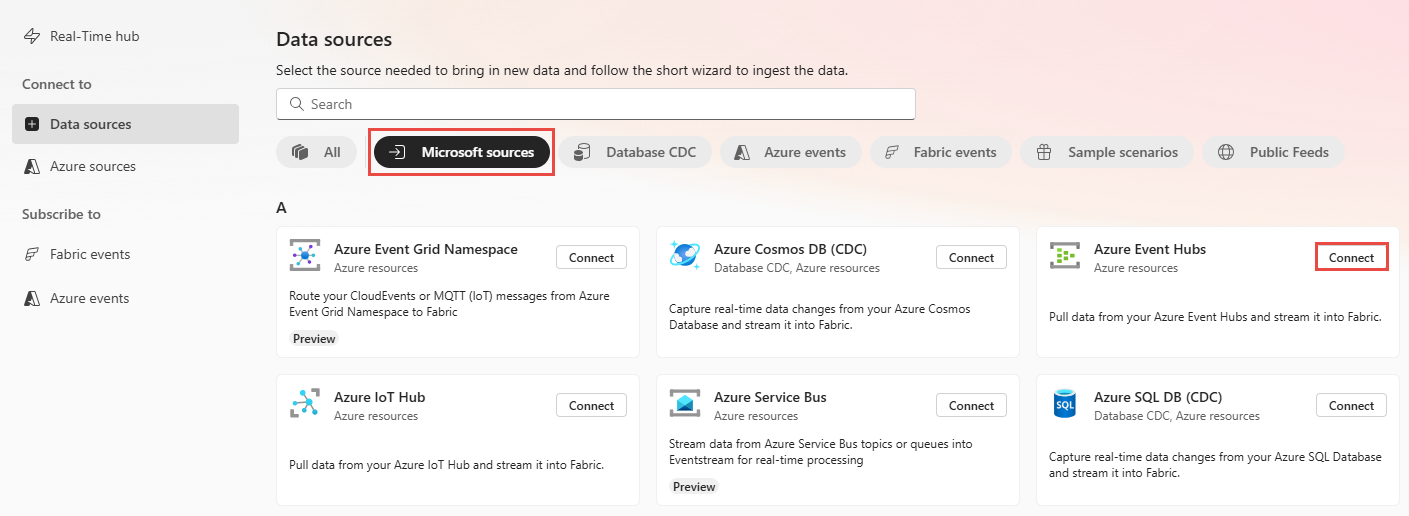 Real-Time hub
Connect to
Data sources
Azure sources
Subscribe to
Fabric events
Azure events
Data sources
Select the source needed to bring in new data and follow the short wizard to ingest the data.
Search
All
Microsoft sources
Database CDC
Azure events
Fabric events
Sample scenarios
Public Feeds
A
Azure Event Grid Namespace
Azure resources
Connect
Route your CloudEvents or MQTT (IoT) messages from Azure
Event Grid Namespace to Fabric
Preview
Azure Cosmos DB (CDC)
Database CDC, Azure resources
Connect
Capture real-time data changes from your Azure Cosmos
Database and stream it into Fabric.
Azure Event Hubs
Azure resources
Connect
Pull data from your Azure Event Hubs and stream it into Fabric.
Azure IoT Hub
Azure resources
Connect
Pull data from your Azure IoT Hub and stream it into Fabric.
Azure Service Bus
Azure resources
Connect
Stream data from Azure Service Bus topics or queues into
Eventstream for real-time processing
Preview
SQL
Azure SQL DB (CDC)
Database CDC, Azure resources
Connect
Capture real-time data changes from your Azure SQL Database
and stream it into Fabric.